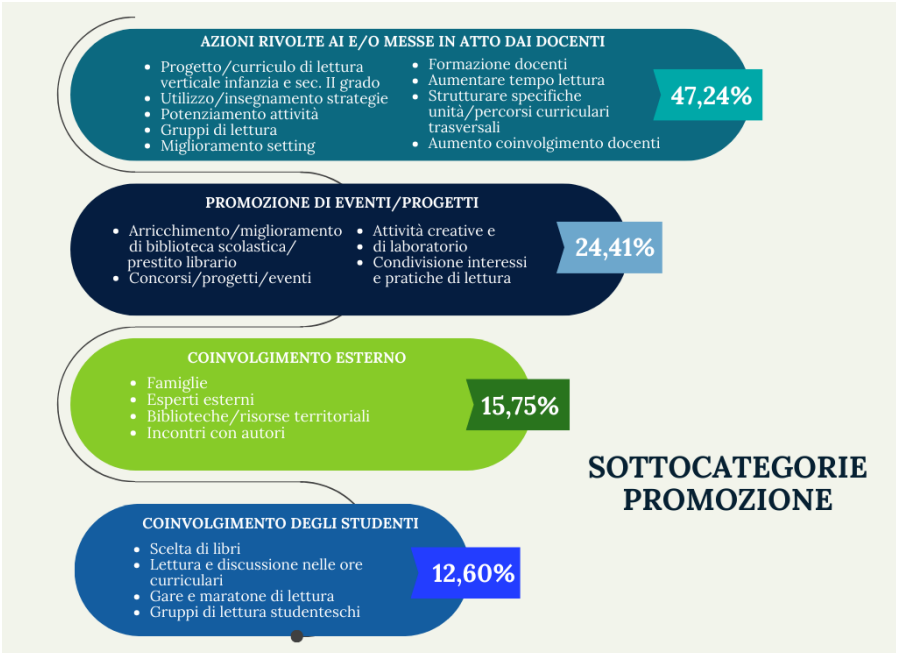 AZIONI RIVOLTE AI E/O MESSE IN ATTO DAI DOCENTI
• Progetto/curriculo di lettura
verticale infanzia e sec. II grado
• Utilizzo/insegnamento strategie
• Potenziamento attività
• Gruppi di lettura
• Miglioramento setting
• Formazione docenti
• Aumentare tempo lettura
• Strutturare specifiche
unità/percorsi curriculari
trasversali
• Aumento coinvolgimento docenti
47,24%
PROMOZIONE DI EVENTI/PROGETTI
• Arricchimento/miglioramento
di biblioteca scolastica/
prestito librario
• Concorsi/progetti/eventi
• Attività creative e
• di laboratorio
• Condivisione interessi
e pratiche di lettura
24,41%
COINVOLGIMENTO ESTERNO
• Famiglie
• Esperti esterni
• Biblioteche/risorse territoriali
• Incontri con autori
15,75%
SOTTOCATEGORIE
PROMOZIONE
COINVOLGIMENTO DEGLI STUDENTI
• Scelta di libri
• Lettura e discussione nelle ore
curriculari
• Gare e maratone di lettura
• Gruppi di lettura studenteschi
12,60%